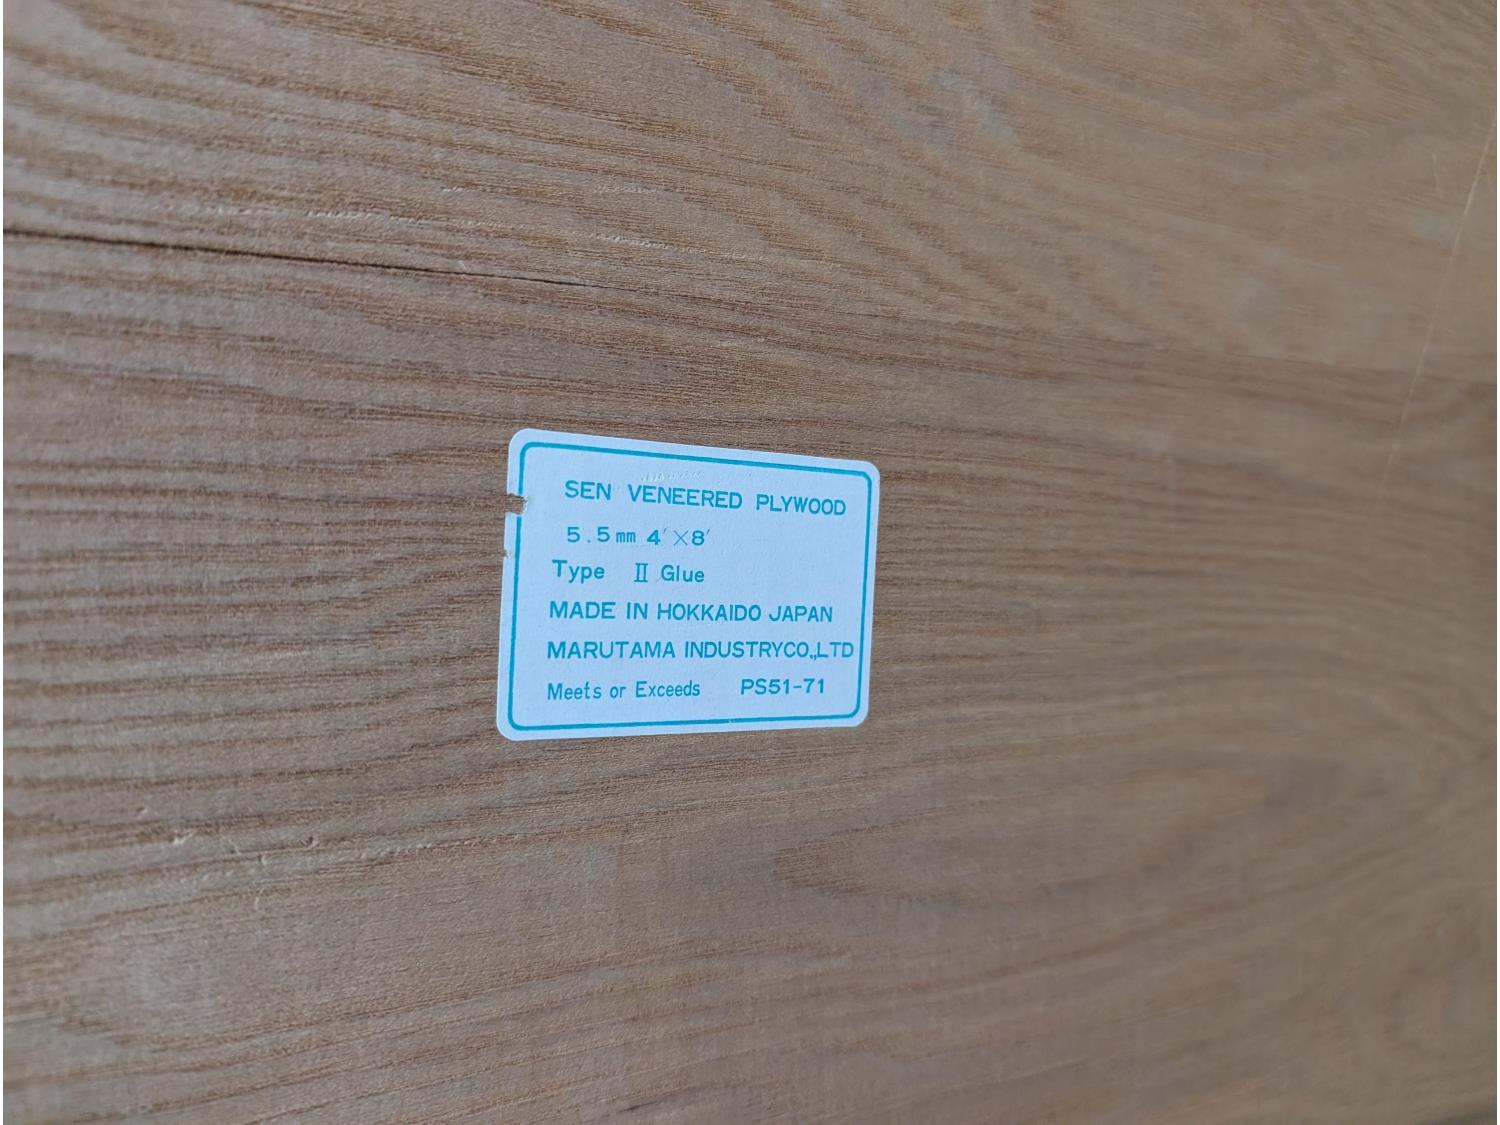 SEN VENEERED PLYWOOD
5.5mm 4′×8′
Type Ⅱ Glue
MADE IN HOKKAIDO JAPAN
MARUTAMA INDUSTRYCO.,LTD
Meets or Exceeds PS51-71